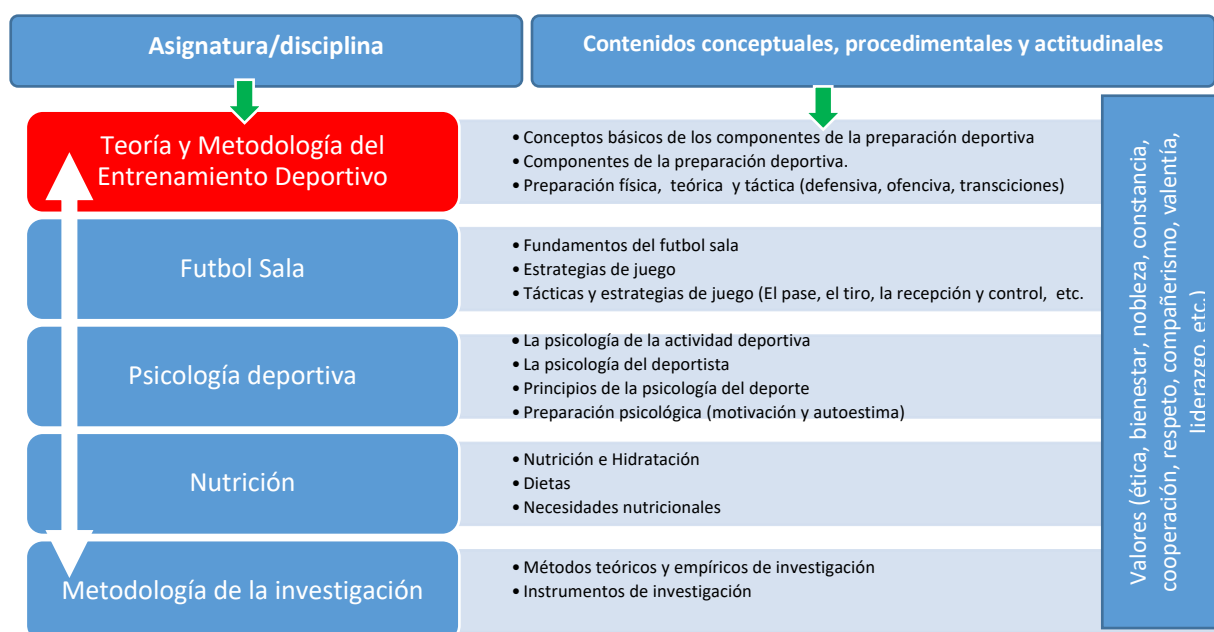 Asignatura/disciplina
Contenidos conceptuales, procedimentales y actitudinales
Teoría y Metodología del
Entrenamiento Deportivo
• Conceptos básicos de los componentes de la preparación deportiva
• Componentes de la preparación deportiva.
• Preparación física, teórica y táctica (defensiva, ofenciva, transciciones)
Futbol Sala
• Fundamentos del futbol sala
• Estrategias de juego
• Tácticas y estrategias de juego (El pase, el tiro, la recepción y control, etc.
Psicología deportiva
• La psicología de la actividad deportiva
• La psicología del deportista
• Principios de la psicología del deporte
• Preparación psicológica (motivación y autoestima)
Nutrición
• Nutrición e Hidratación
• Dietas
• Necesidades nutricionales
Metodología de la investigación
• Métodos teóricos y empíricos de investigación
• Instrumentos de investigación
Valores (ética, bienestar, nobleza, constancia,
cooperación, respeto, compañerismo, valentía,
liderazgo, etc.)